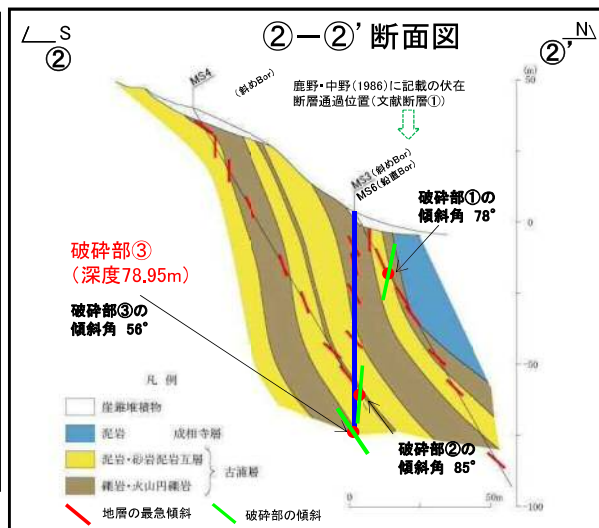 S
②-②'断面図
N
②
②'
MS4
(斜めBor)
鹿野・中野(1986)に記載の伏在
断層通過位置(文献断層①)
(m)
50
MS3(斜めBor)
MS6(鉛直Bor)
破砕部①の
傾斜角 78°
0
破砕部③
(深度78.95m)
破砕部③の
傾斜角 56°
-50
凡 例
崖錐堆積物
泥岩 成相寺層
泥岩・砂岩泥岩互層
古浦層
礫岩・火山円礫岩
破砕部②の
傾斜角 85°
0
50m
-100
地層の最急傾斜
破砕部の傾斜